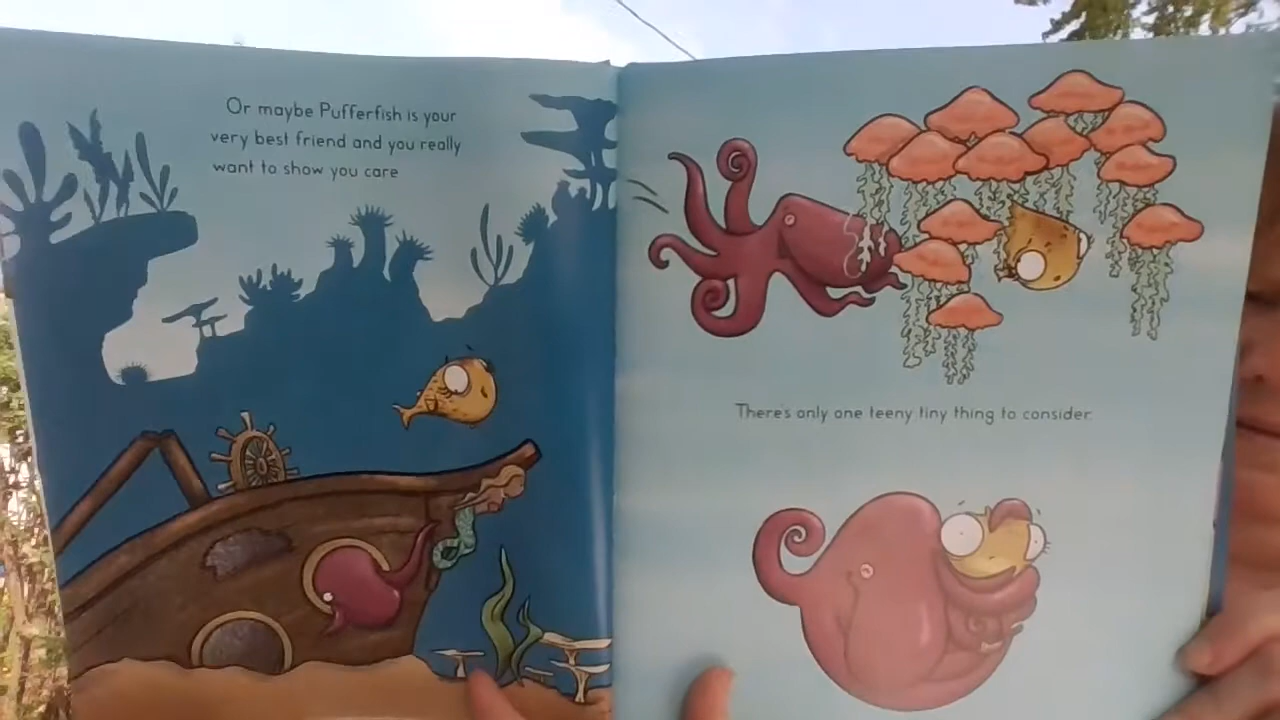 Or maybe Pufferfish is your
very best friend and you really
want to show you care
There's only one teeny tiny thing to consider.